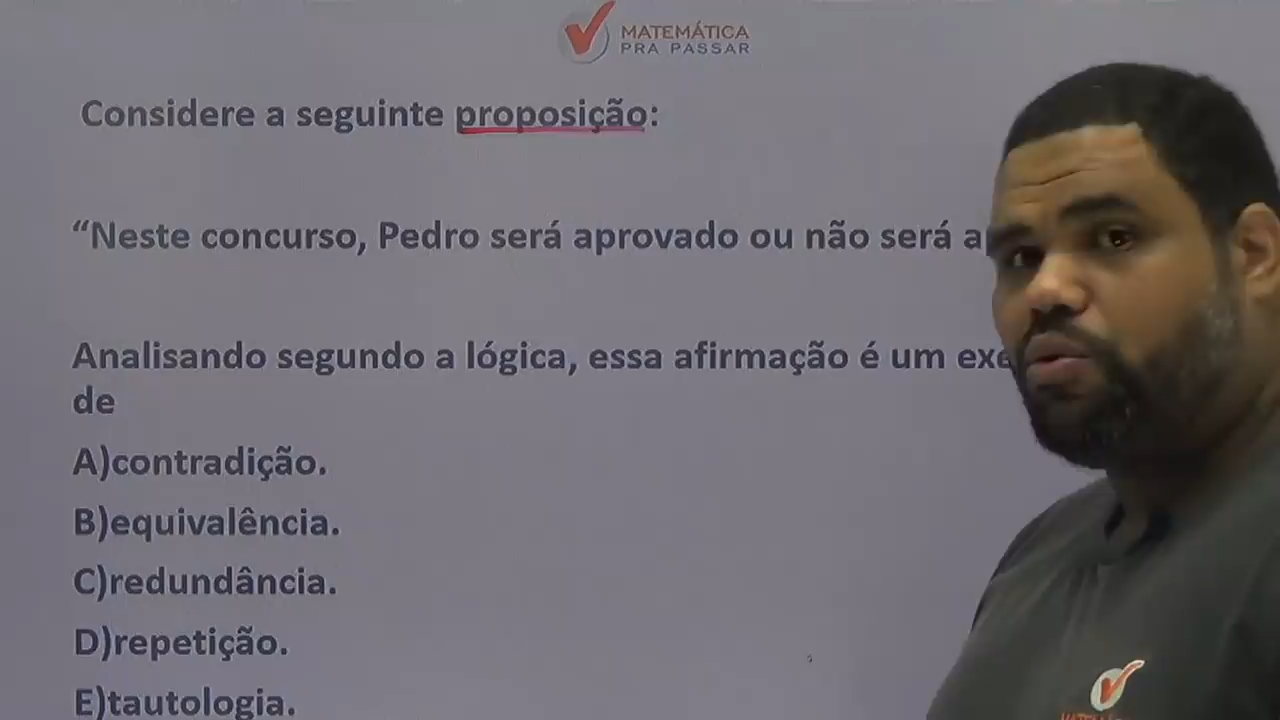 MATEMÁTICA
PRA PASSAR
Considere a seguinte proposição:
“Neste concurso, Pedro será aprovado ou não será
Analisando segundo a lógica, essa afirmação é um
de
A)contradição.
B)equivalência.
C)redundância.
D)repetição.
E)tautologia.